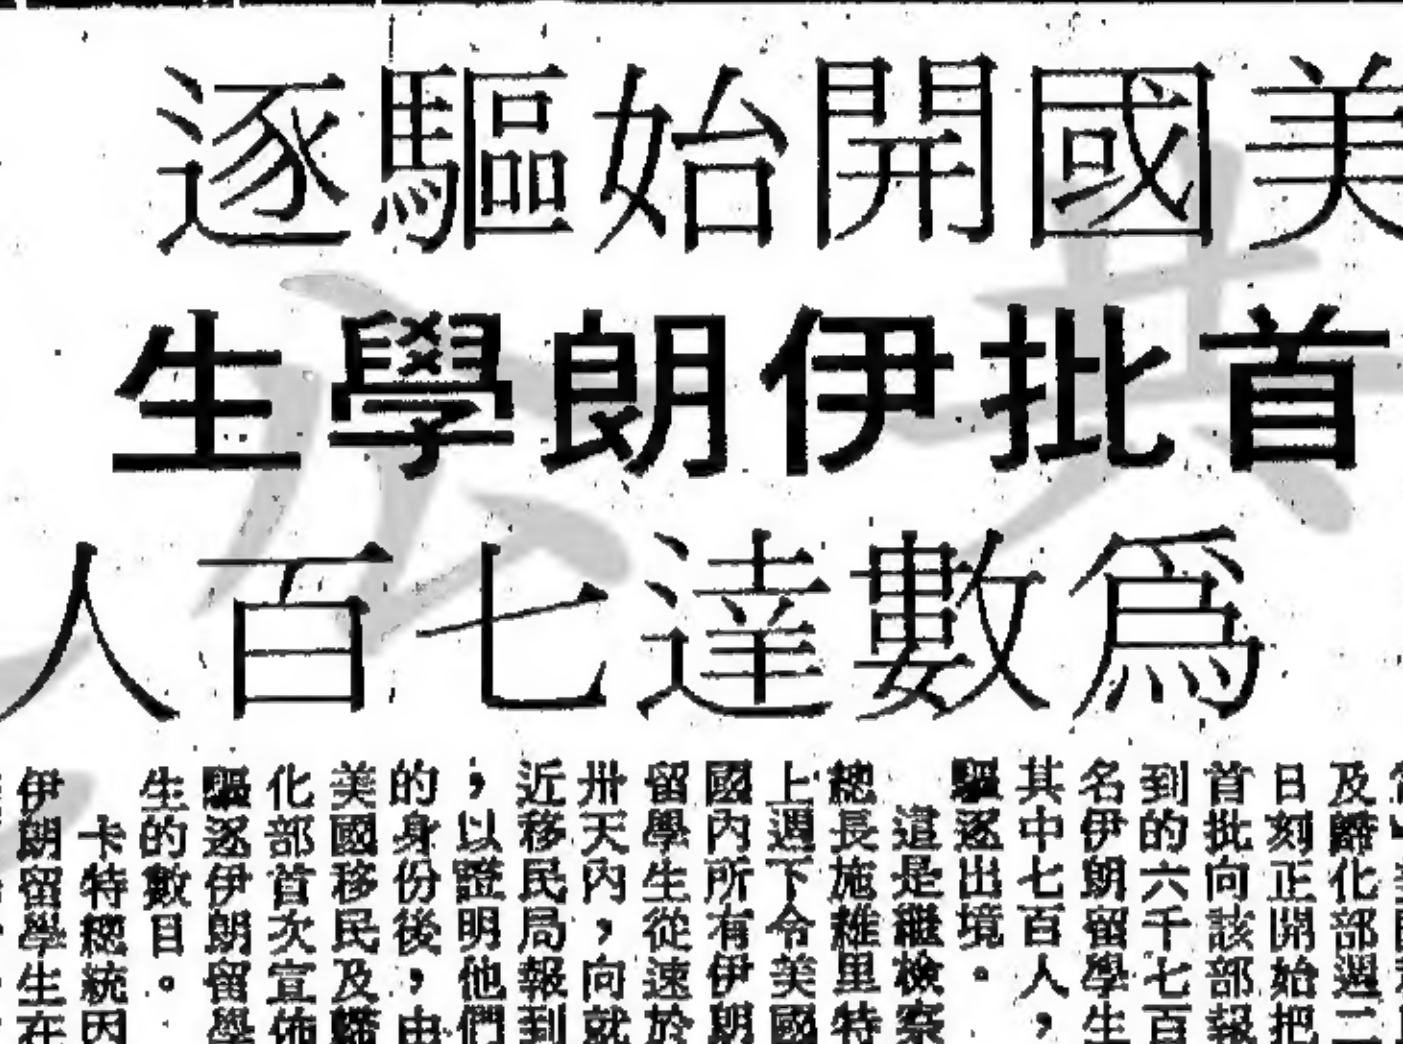 美國開始驅逐
首批伊朗學生
爲數達七百人
及歸化部週二
日刻正開始把
首批向該部報
到的六千七百
名伊朗留學生
其中七百人，
驅逐出境。
這是繼檢察
總長施維里特
上週下令美國
國內所有伊朗
留學生從速於
卅天內，向就
近移民局報到
，以證明他們
的身份後，由
美國移民及歸
化部首次宣佈
驅逐伊朗留學
生的數目。
卡特總統因
伊朗留學生在